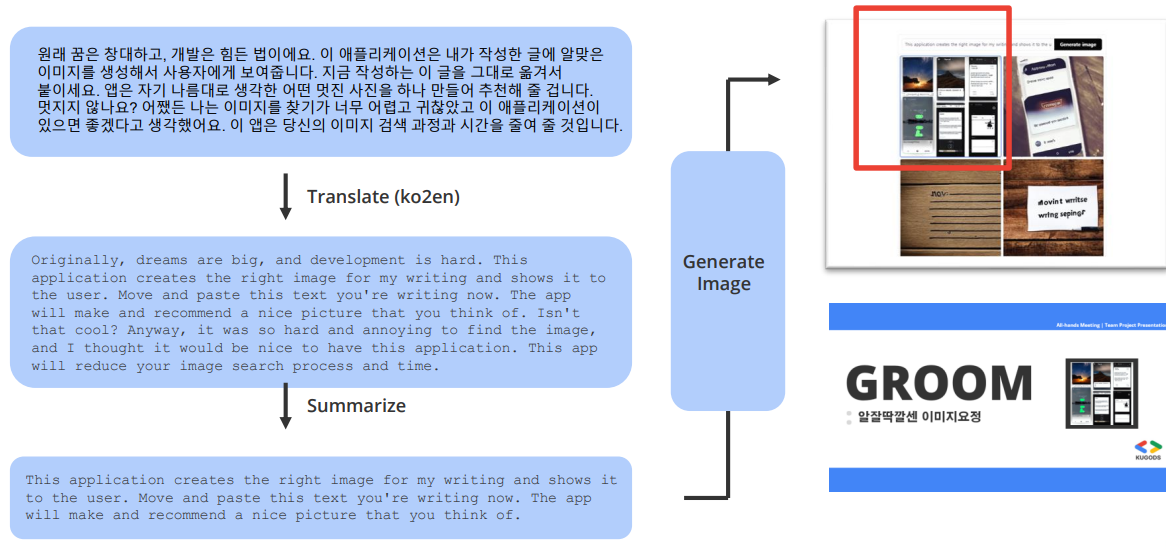 원래 꿈은 창대하고, 개발은 힘든 법이에요. 이 애플리케이션은 내가 작성한 글에 알맞은
이미지를 생성해서 사용자에게 보여줍니다. 지금 작성하는 이 글을 그대로 옮겨서
붙이세요. 앱은 자기 나름대로 생각한 어떤 멋진 사진을 하나 만들어 추천해 줄 겁니다.
멋지지 않나요? 어쨌든 나는 이미지를 찾기가 너무 어렵고 귀찮았고 이 애플리케이션이
있으면 좋겠다고 생각했어요. 이 앱은 당신의 이미지 검색 과정과 시간을 줄여 줄 것입니다.
Translate (ko2en)
Originally, dreams are big, and development is hard. This
application creates the right image for my writing and shows it to
the user. Move and paste this text you're writing now. The app
will make and recommend a nice picture that you think of. Isn't
that cool? Anyway, it was so hard and annoying to find the image,
and I thought it would be nice to have this application. This app
will reduce your image search process and time.
Summarize
This application creates the right image for my writing and shows it
to the user. Move and paste this text you're writing now. The app
will make and recommend a nice picture that you think of.
Generate
Image
This application creates the right image for my writing and shows it to the u
Generate image
nov
Movint writse
wring sepingr
All-hands Meeting | Team Project Presentatio
GROOM
알잘딱깔센 이미지요정
KUGODS